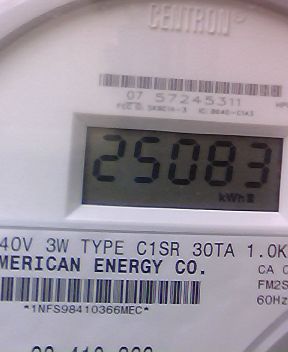 CENTRON®
07 57245311
25083
kWh
40V 3W TYPE C1SR 30TA 1.0K
MERICAN ENERGY CO.
CA 0
FM2S
60Hz
*1NFS98410366MEC*